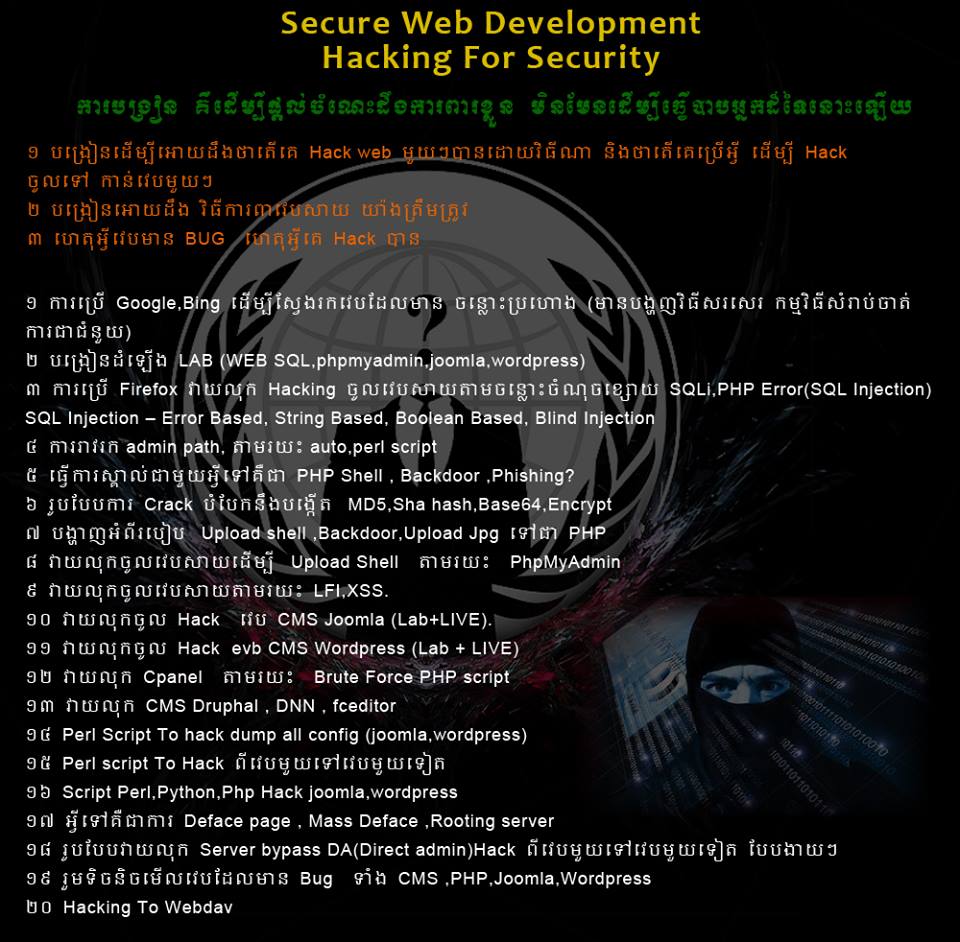 Secure Web Development
Hacking For Security
ការបង្រៀន គឺដើម្បីផ្តល់ចំណេះដឹងការពារខ្លួន មិនមែនដើម្បីធ្វើបាបអ្នកដ៏ទៃនោះឡើយ
១ បង្រៀនដើម្បីអោយដឹងថាតើគេ Hack web មួយៗបានដោយវិធីណា និងថាតើគេប្រើអ្វី ដើម្បី Hack
ចូលទៅ កាន់វេបមួយៗ
២ បង្រៀនអោយដឹង វិធីការពាវេបសាយ យ៉ាងត្រឹមត្រូវ
៣ ហេតុអ្វីវេបមាន BUG ហេតុអ្វីគេ Hack បាន
១ ការប្រើ Google,Bing ដើម្បីស្វែងរកវេបដែលមាន ចន្លោះប្រហោង (មានបង្ហញវិធីសរសេរ កម្មវិធីសំរាប់ចាត់
ការជាជំនួយ)
២ បង្រៀនដំឡើង LAB (WEB SQL,phpmyadmin,joomla,wordpress)
៣ ការប្រើ Firefox វាយលុក Hacking ចូលវេបសាយតាមចន្លោះចំណុចខ្សោយ SQLi,PHP Error(SQL Injection)
SQL Injection – Error Based, String Based, Boolean Based, Blind Injection
៤ ការរាវរក admin path, តាមរយះ auto,perl script
៥ ធ្វើការស្គាល់ជាមួយអ្វីទៅគឺជា PHP Shell , Backdoor ,Phishing?
៦ រូបបែបការ Crack បំបែកនឹងបង្កើត MD5,Sha hash,Base64,Encrypt
៧ បង្ហាញអំពីរបៀប Upload shell ,Backdoor,Upload Jpg ទៅជា PHP
៨ វាយលុកចូលវេបសាយដើម្បី Upload Shell តាមរយះ PhpMyAdmin
៩ វាយលុកចូលវេបសាយតាមរយះ LFI,XSS.
១០ វាយលុកចូល Hack វេប CMS Joomla (Lab+LIVE).
១១ វាយលុកចូល Hack evb CMS Wordpress (Lab + LIVE)
១២ វាយលុក Cpanel តាមរយះ Brute Force PHP script
១៣ វាយលុក CMS Druphal , DNN , fceditor
១៤ Perl Script To hack dump all config (joomla,wordpress)
១៥ Perl script To Hack ពីវេបមួយទៅវេបមួយទៀត
១៦ Script Perl,Python,Php Hack joomla,wordpress
១៧ អ្វីទៅគឺជាការ Deface page , Mass Deface ,Rooting server
១៨ រូបបែបវាយលុក Server bypass DA(Direct admin)Hack ពីវេបមួយទៅវេបមួយទៀត បែបងាយៗ
១៩ រួមទិចនិចមើលវេបដែលមាន Bug ទាំង CMS ,PHP,Joomla,Wordpress
២០ Hacking To Webdav